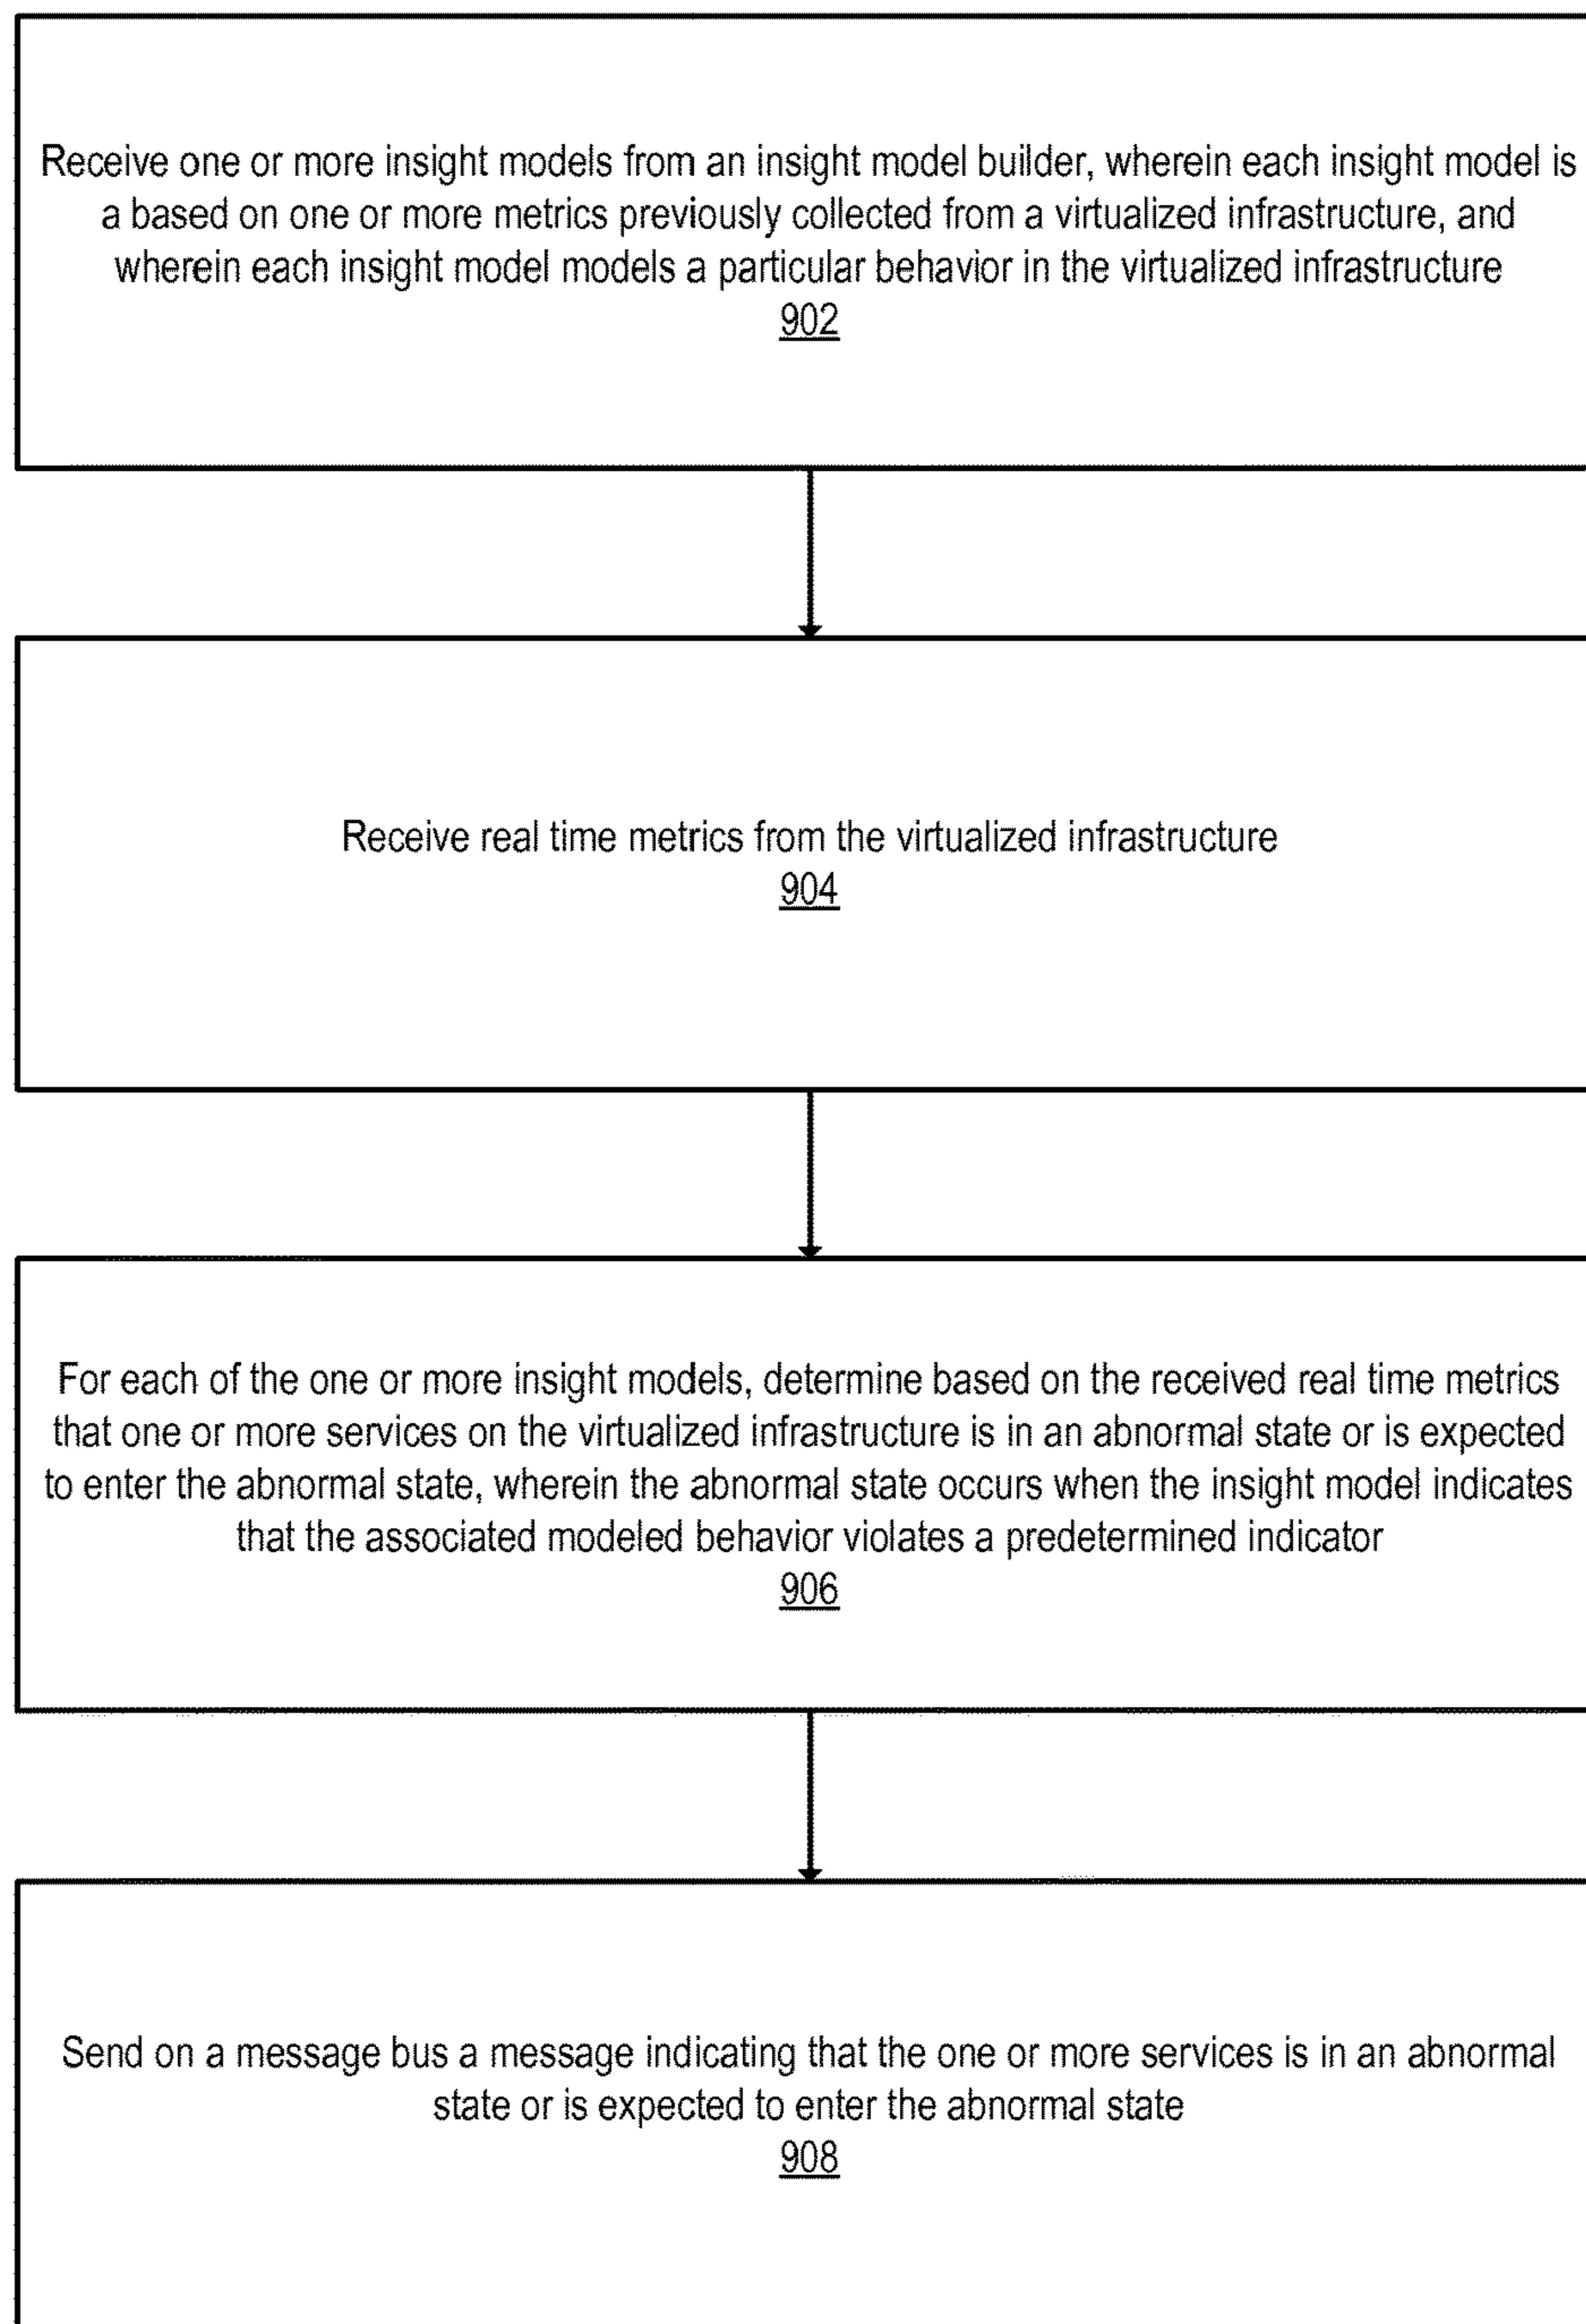 Receive one or more insight models from an insight model builder, wherein each insight model is
a based on one or more metrics previously collected from a virtualized infrastructure, and
wherein each insight model models a particular behavior in the virtualized infrastructure
902
Receive real time metrics from the virtualized infrastructure
904
For each of the one or more insight models, determine based on the received real time metrics
that one or more services on the virtualized infrastructure is in an abnormal state or is expected
to enter the abnormal state, wherein the abnormal state occurs when the insight model indicates
that the associated modeled behavior violates a predetermined indicator
906
Send on a message bus a message indicating that the one or more services is in an abnormal
state or is expected to enter the abnormal state
908